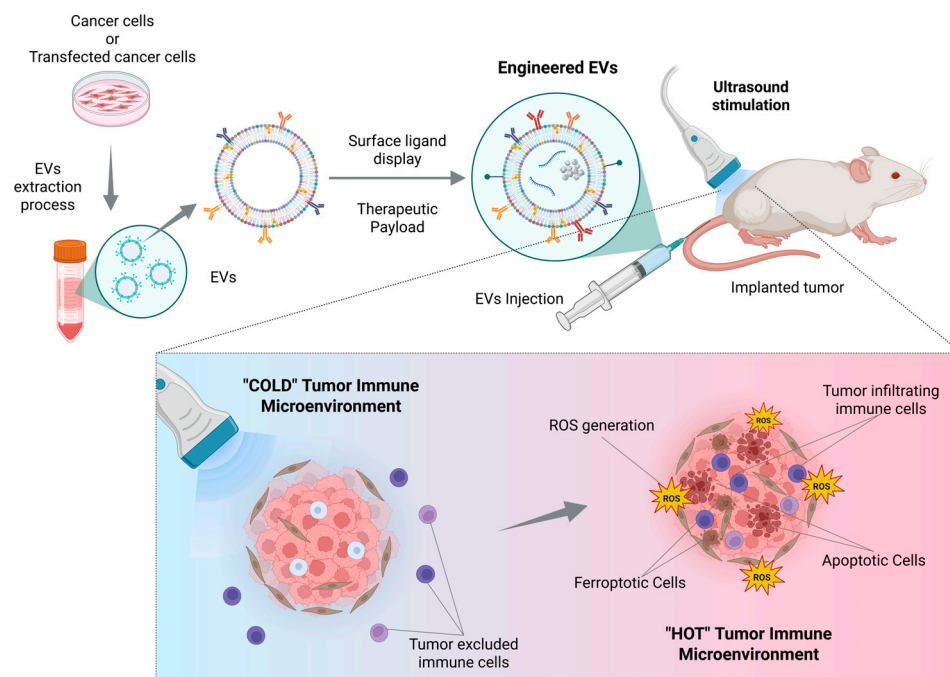 Cancer cells
or
Transfected cancer cells
EVs
extraction
process
EVs
Surface ligand
display
Therapeutic
Payload
Engineered EVs
Ultrasound
stimulation
EVs Injection
Implanted tumor
"COLD" Tumor Immune
Microenvironment
Tumor excluded
immune cells
ROS generation
Tumor infiltrating
immune cells
ROS
ROS
ROS
ROS
Ferroptotic Cells
Apoptotic Cells
"HOT" Tumor Immune
Microenvironment